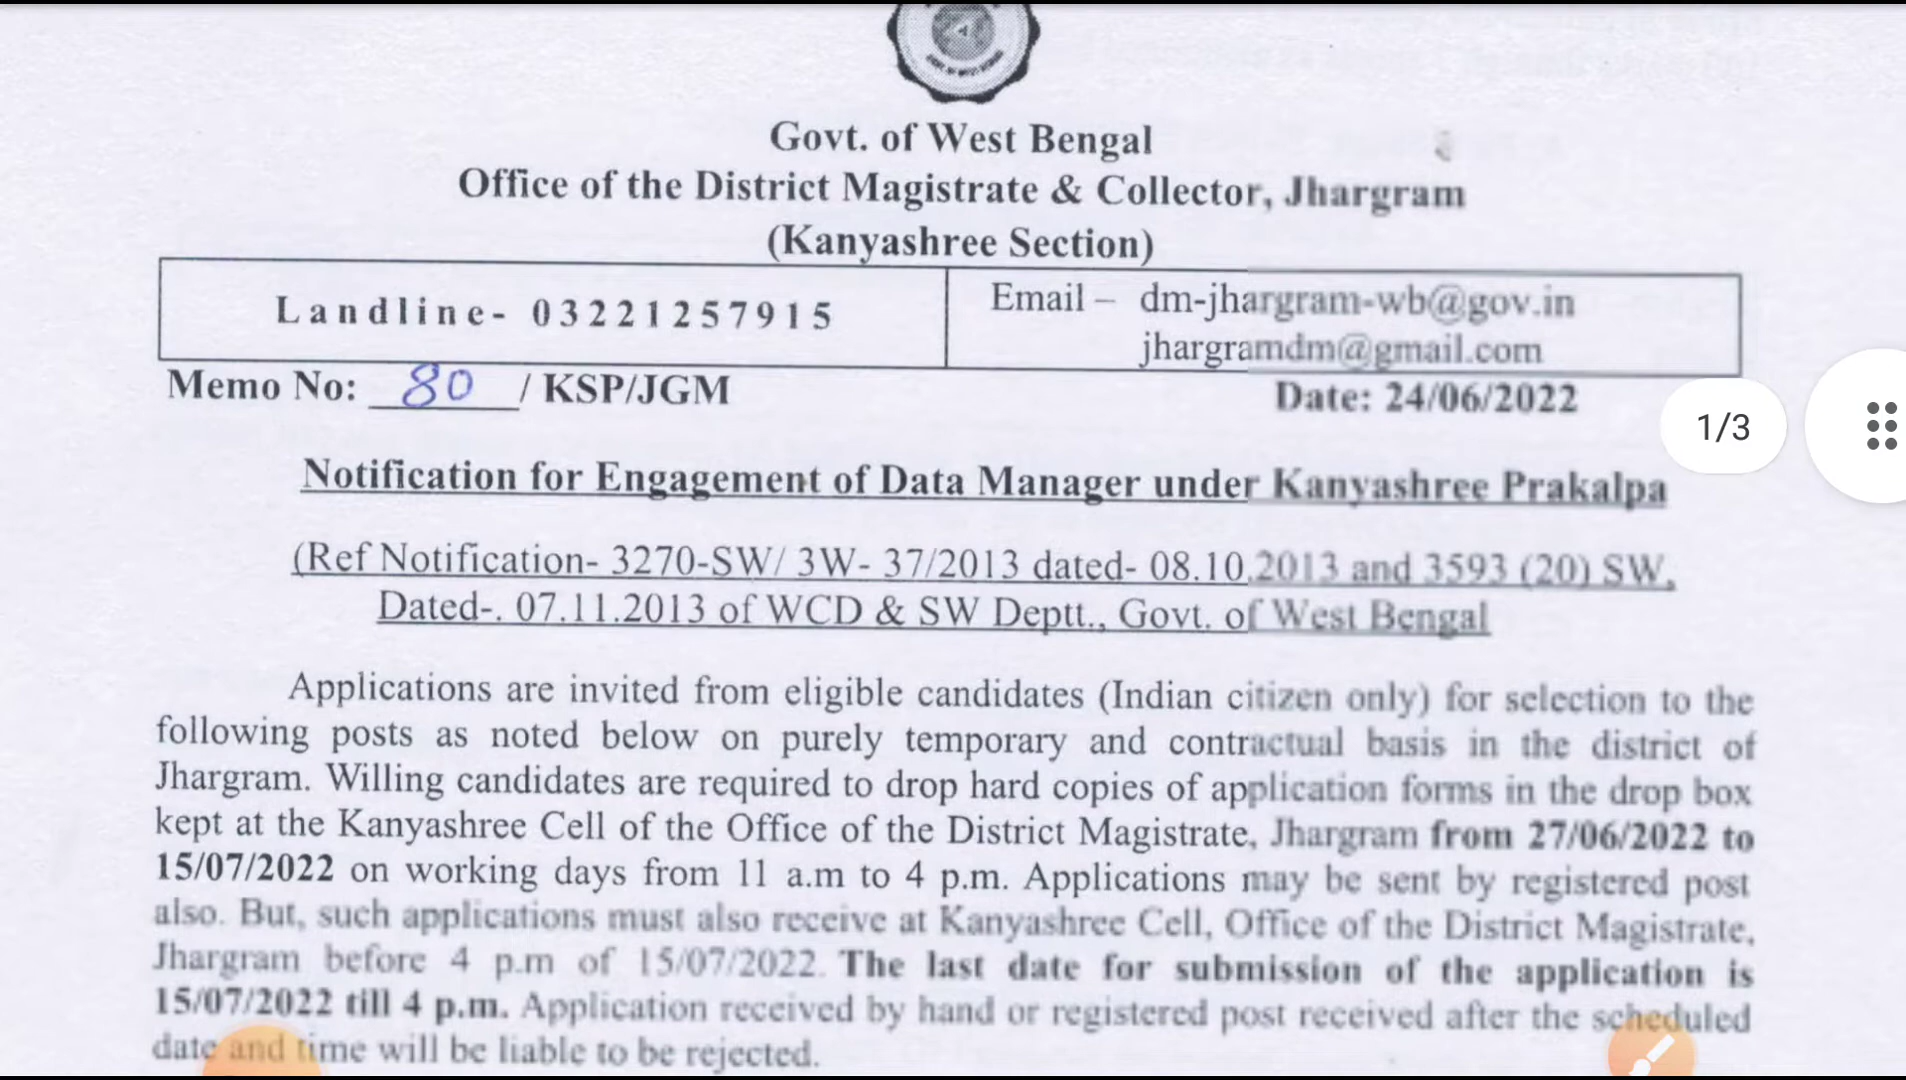 Govt. of West Bengal
Office of the District Magistrate & Collector, Jhargram
(Kanyashree Section)
Landline- 03221257915
Email – dm-jhargram-wb@gov.in
jhargramdm@gmail.com
Memo No: 80 / KSP/JGM
Date: 24/06/2022
1/3
Notification for Engagement of Data Manager under Kanyashree Prakalpa
(Ref Notification- 3270-SW/ 3W- 37/2013 dated- 08.10.2013 and 3593 (20) SW,
Dated-. 07.11.2013 of WCD & SW Deptt., Govt. of West Bengal
Applications are invited from eligible candidates (Indian citizen only) for selection to the
following posts as noted below on purely temporary and contractual basis in the district of
Jhargram. Willing candidates are required to drop hard copies of application forms in the drop box
kept at the Kanyashree Cell of the Office of the District Magistrate, Jhargram from 27/06/2022 to
15/07/2022 on working days from 11 a.m to 4 p.m. Applications may be sent by registered post
also. But, such applications must also receive at Kanyashree Cell, Office of the District Magistrate,
Jhargram before 4 p.m of 15/07/2022. The last date for submission of the application is
15/07/2022 till 4 p.m. Application received by hand or registered post received after the scheduled
date and time will be liable to be rejected.